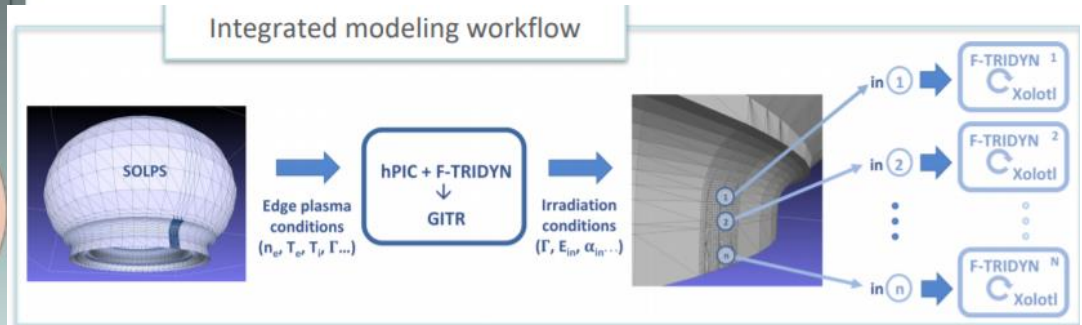 Integrated modeling workflow
SOLPS
Edge plasma
conditions
(nₑ, Tₑ, Tᵢ, Γ...)
hPIC + F-TRIDYN
↓
GITR
Irradiation
conditions
(Γ, Eᵢₙ, αᵢₙ...)
1
2
n
in 1
F-TRIDYN 1
Xolotl
in 2
F-TRIDYN 2
Xolotl
in n
F-TRIDYN N
Xolotl